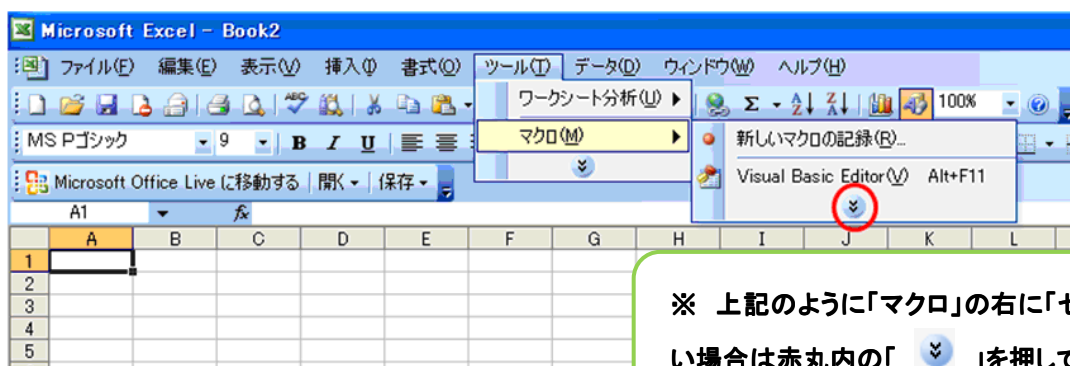 Microsoft Excel - Book2
ファイル(F) 編集(E) 表示(V) 挿入(I) 書式(O) ツール(T) データ(D) ウィンドウ(W) ヘルプ(H)
ワークシート分析(U)
Σ 100%
MS Pゴシック 9 B I U
マクロ(M)
新しいマクロの記録(R)...
Visual Basic Editor(V) Alt+F11
Microsoft Office Live に移動する 開く 保存
A1 fx
A B C D E F G H I J K L
1
2
3
4
5
※ 上記のように「マクロ」の右に「セ
い場合は赤丸内の「 」を押して